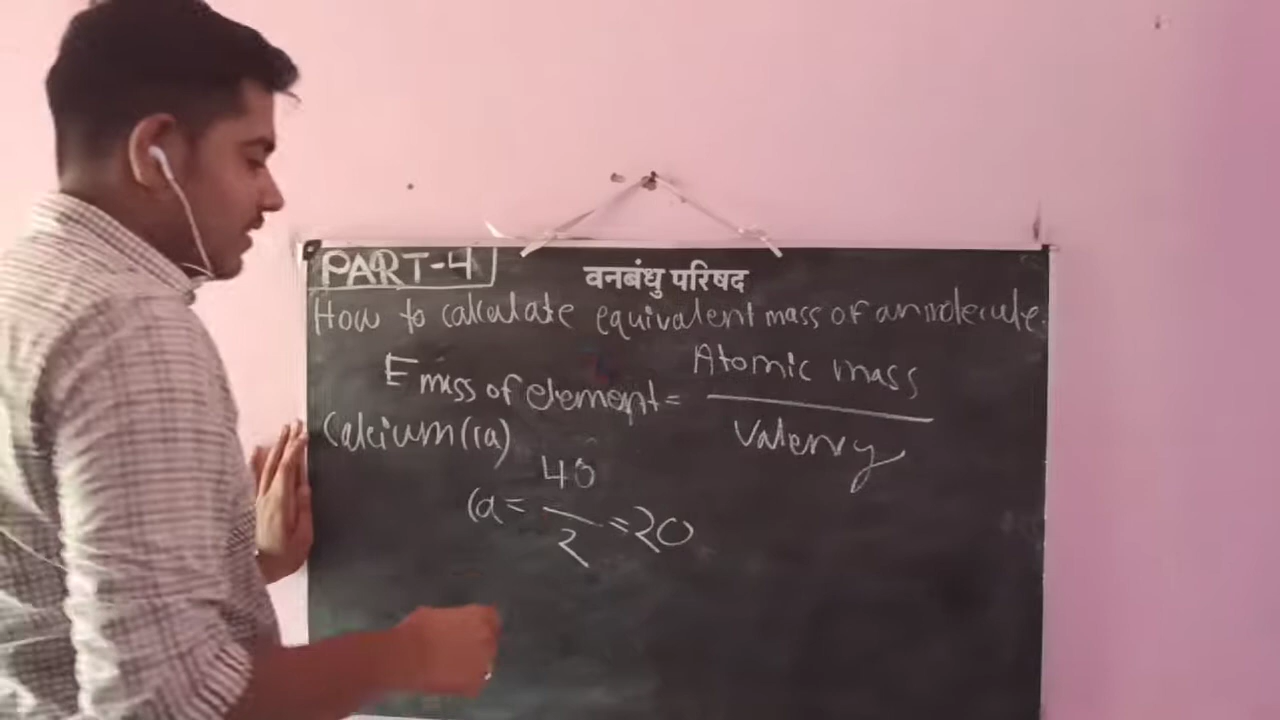 PART-4
वनबंधु परिषद
How to calculate equivalent mass of an molecule.
E mass of element = Atomic mass
Valency
Calcium (Ca)
Ca = 40
2
= 20